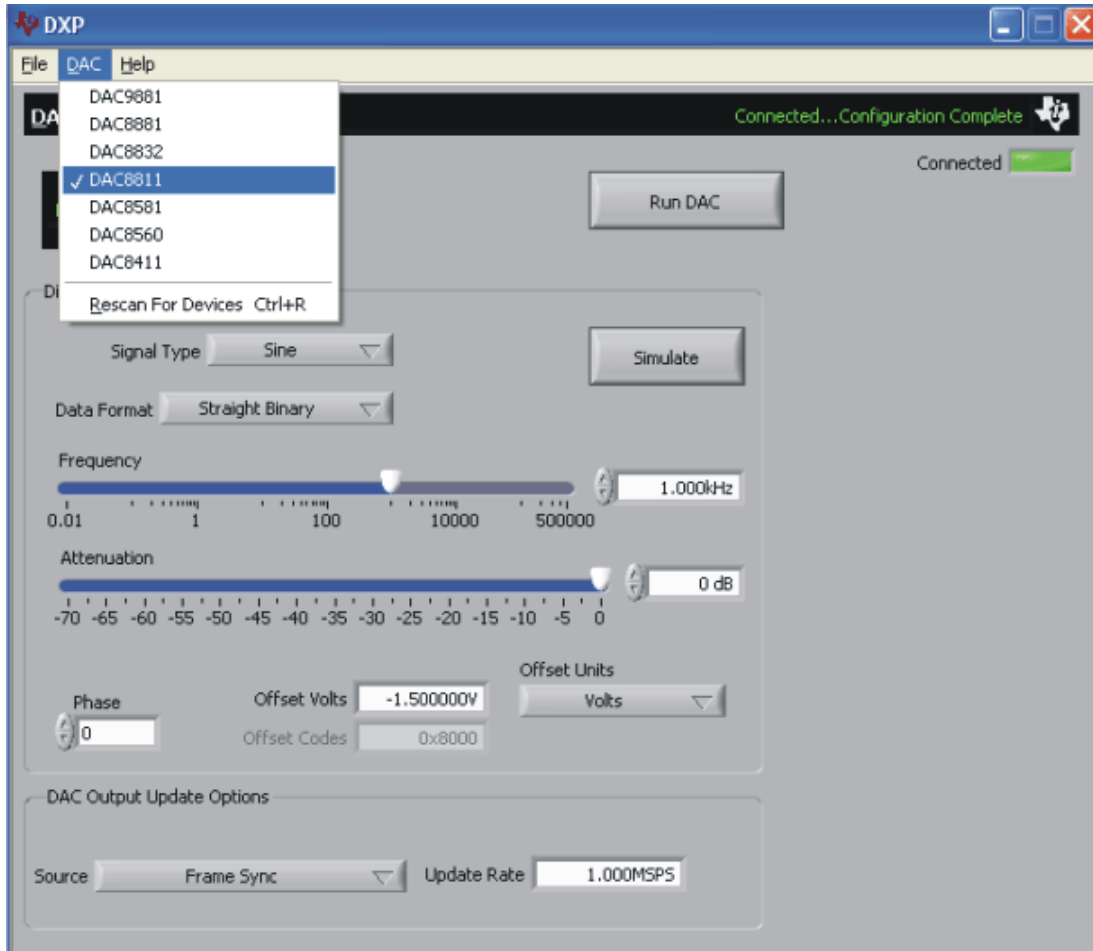 DXP
File DAC Help
DAC9881
DAC8881
DAC8832
✓ DAC8811
DAC8581
DAC8560
DAC8411
Rescan For Devices Ctrl+R
DA
Connected...Configuration Complete
Connected
Run DAC
Di
Signal Type Sine
Simulate
Data Format Straight Binary
Frequency
1.000kHz
0.01 1 100 10000 500000
Attenuation
0 dB
-70 -65 -60 -55 -50 -45 -40 -35 -30 -25 -20 -15 -10 -5 0
Offset Units
Phase Offset Volts -1.500000V Volts
0 Offset Codes 0x8000
DAC Output Update Options
Source Frame Sync Update Rate 1.000MSPS